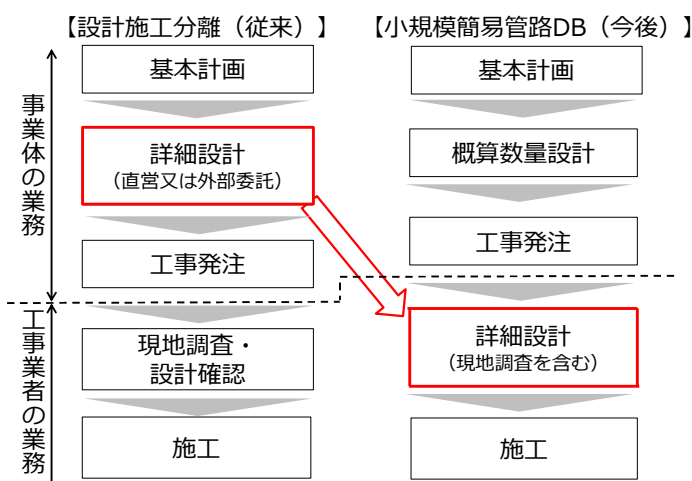 【設計施工分離（従来）】
【小規模簡易管路DB（今後）】
事業体の業務
工事業者の業務
基本計画
詳細設計
（直営又は外部委託）
工事発注
現地調査・
設計確認
施工
基本計画
概算数量設計
工事発注
詳細設計
（現地調査を含む）
施工